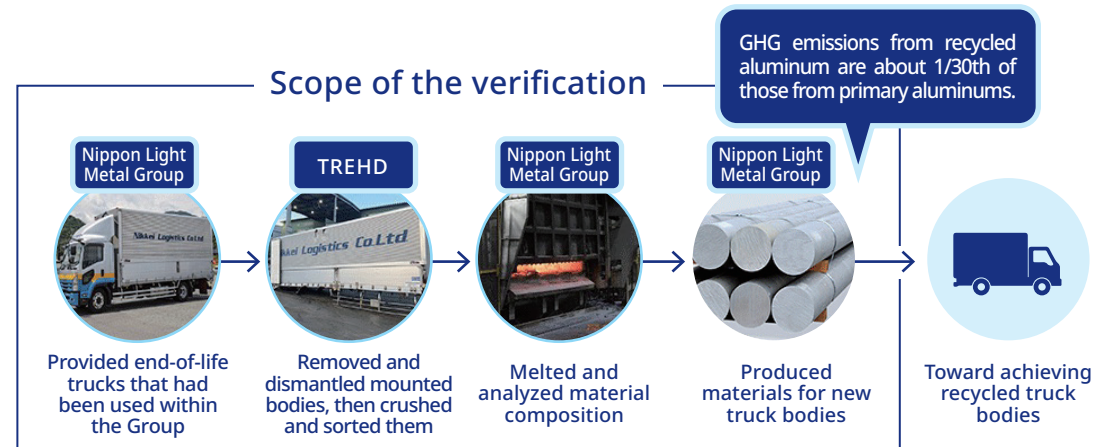 GHG emissions from recycled
aluminum are about 1/30th of
those from primary aluminums.
Scope of the verification
Nippon Light
Metal Group
TREHD
Nippon Light
Metal Group
Nippon Light
Metal Group
Nikkei Logistics Co.Ltd
Nikkei Logistics Co.Ltd
Provided end-of-life
trucks that had
been used within
the Group
Removed and
dismantled mounted
bodies, then crushed
and sorted them
Melted and
analyzed material
composition
Produced
materials for new
truck bodies
Toward achieving
recycled truck
bodies